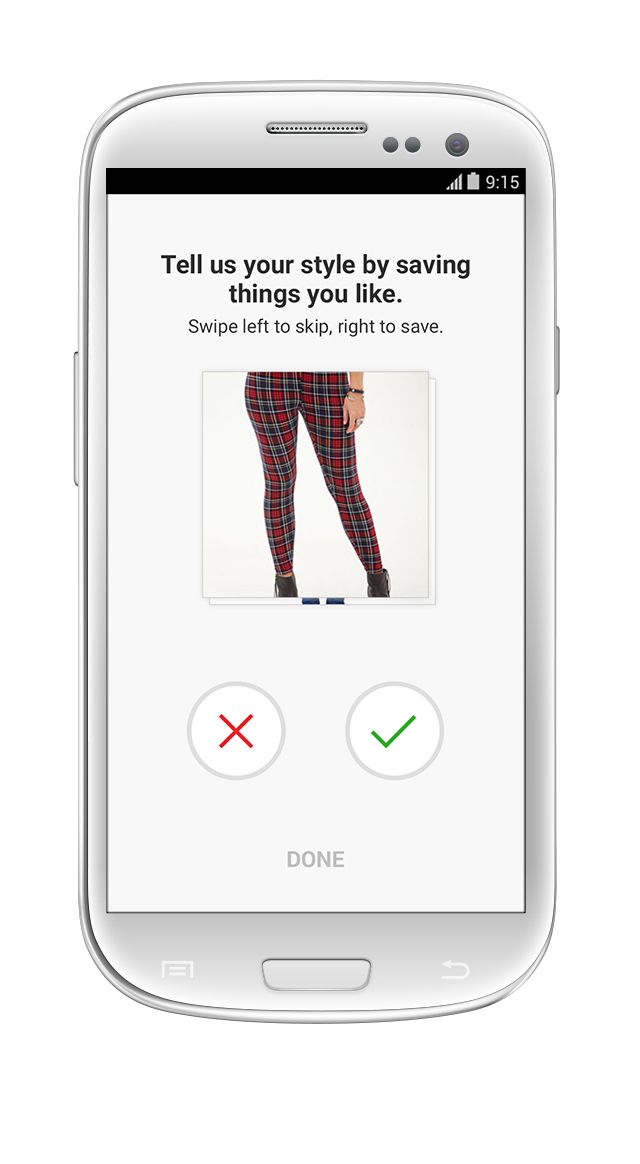 9:15
Tell us your style by saving
things you like.
Swipe left to skip, right to save.
DONE